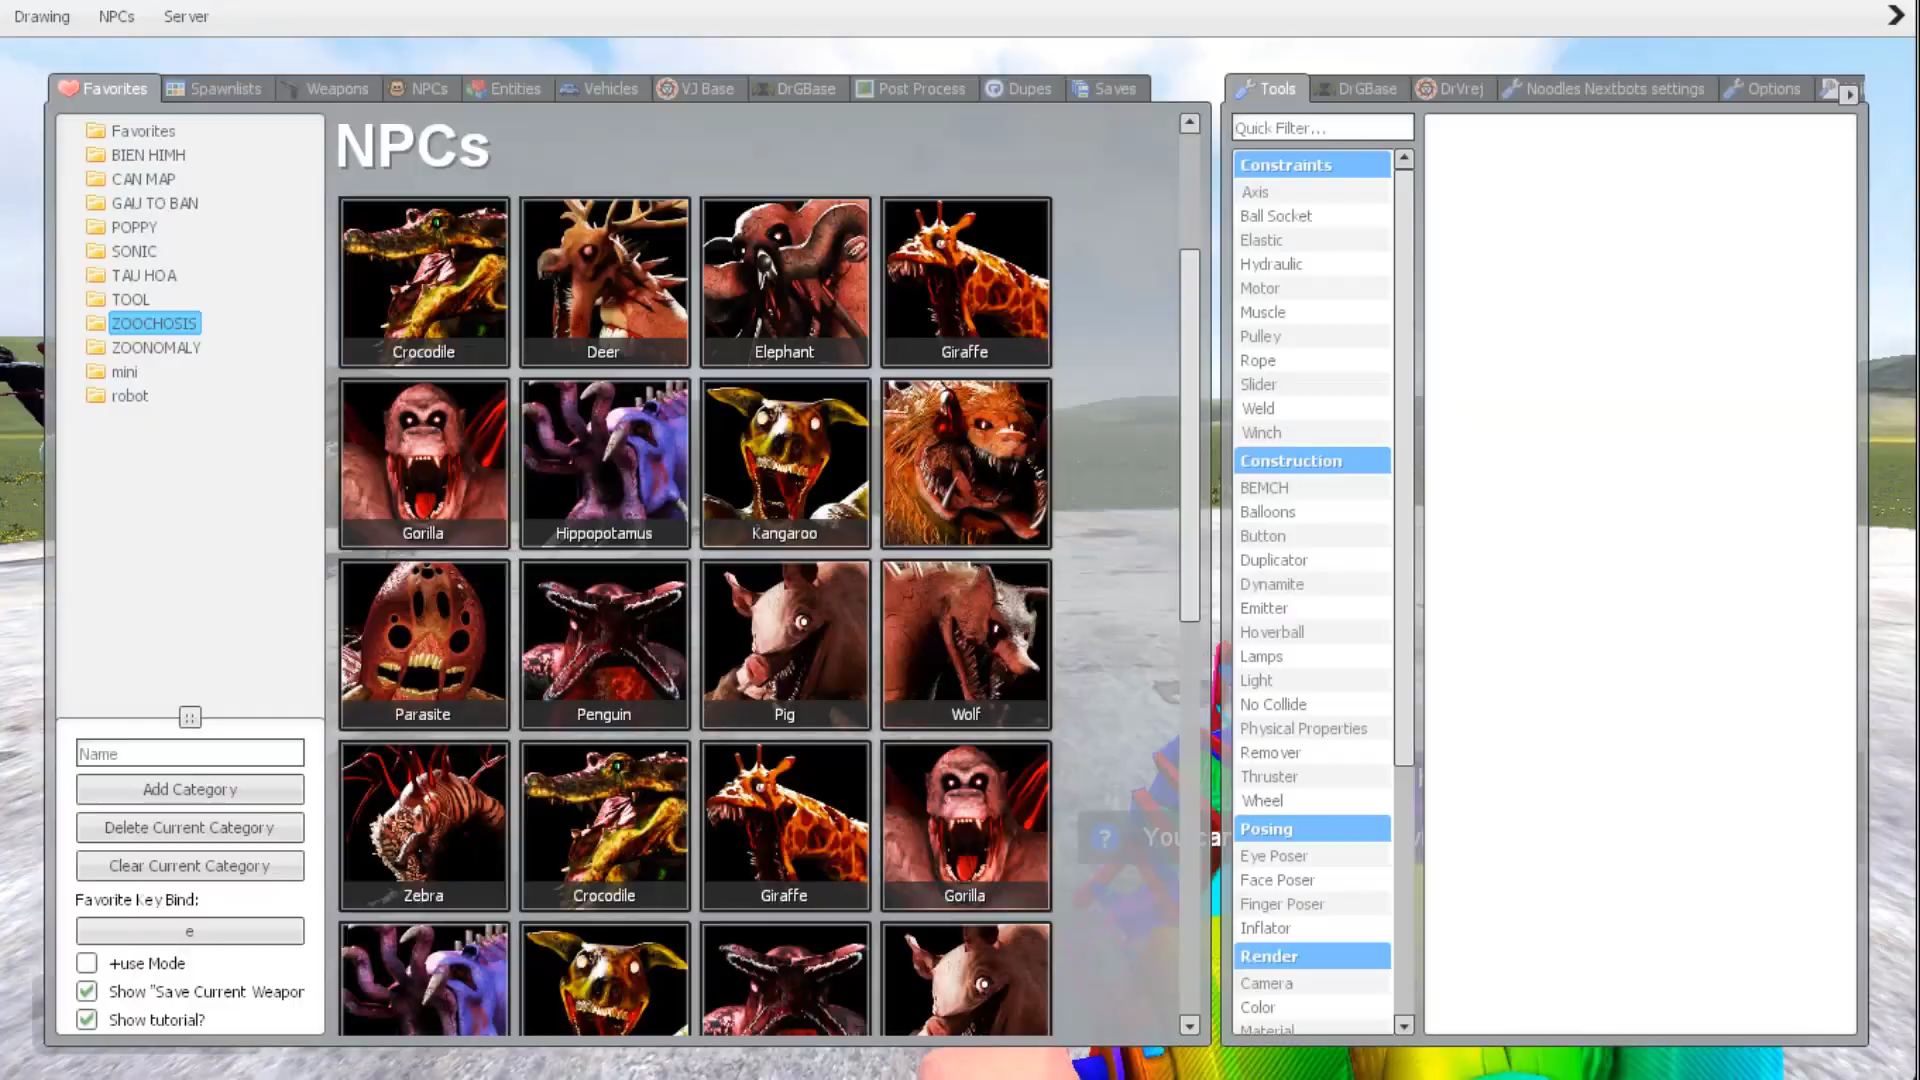 Drawing NPCs Server
Favorites Spawnlists Weapons NPCs Entities Vehicles VJ Base DrGBase Post Process Dupes Saves
Favorites
BIEN HIMH
CAN MAP
GAU TO BAN
POPPY
SONIC
TAU HOA
TOOL
ZOOCHOSIS
ZOONOMALY
mini
robot
Name
Add Category
Delete Current Category
Clear Current Category
Favorite Key Bind:
e
+use Mode
Show "Save Current Weapor
Show tutorial?
NPCs
Crocodile Deer Elephant Giraffe
Gorilla Hippopotamus Kangaroo
Parasite Penguin Pig Wolf
Zebra Crocodile Giraffe Gorilla
You can
Tools DrGBase DrVrej Noodles Nextbots settings Options
Quick Filter...
Constraints
Axis
Ball Socket
Elastic
Hydraulic
Motor
Muscle
Pulley
Rope
Slider
Weld
Winch
Construction
BEMCH
Balloons
Button
Duplicator
Dynamite
Emitter
Hoverball
Lamps
Light
No Collide
Physical Properties
Remover
Thruster
Wheel
Posing
Eye Poser
Face Poser
Finger Poser
Inflator
Render
Camera
Color
Material